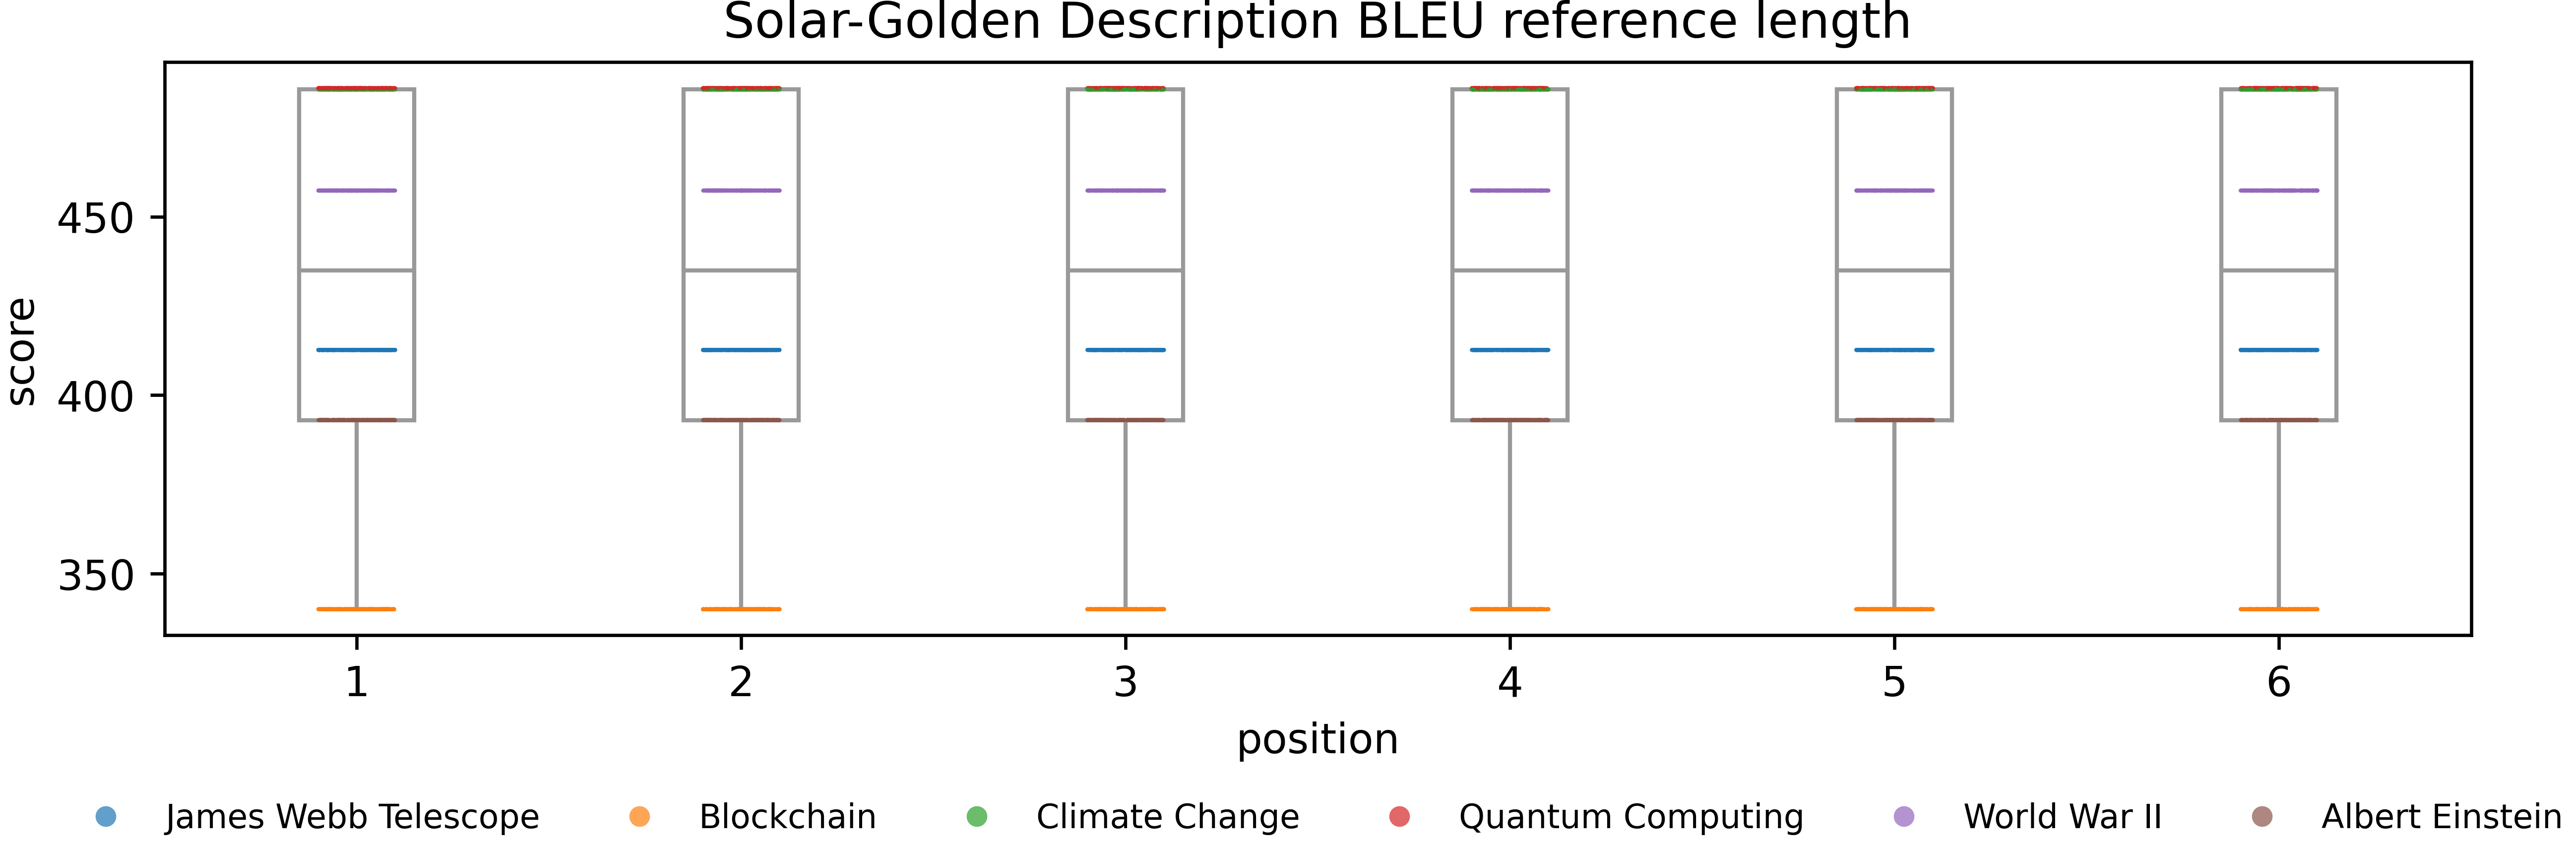 Solar-Golden Description BLEU reference length
450
400
350
score
1 2 3 4 5 6
position
James Webb Telescope Blockchain Climate Change Quantum Computing World War II Albert Einstein